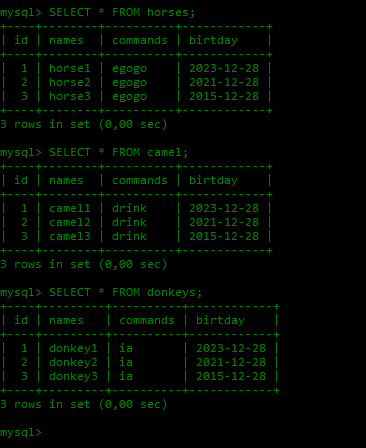 mysql> SELECT * FROM horses;
+----+--------+----------+------------+
| id | names  | commands | birtday    |
+----+--------+----------+------------+
|  1 | horse1 | egogo    | 2023-12-28 |
|  2 | horse2 | egogo    | 2021-12-28 |
|  3 | horse3 | egogo    | 2015-12-28 |
+----+--------+----------+------------+
3 rows in set (0,00 sec)

mysql> SELECT * FROM camel;
+----+--------+----------+------------+
| id | names  | commands | birtday    |
+----+--------+----------+------------+
|  1 | camel1 | drink    | 2023-12-28 |
|  2 | camel2 | drink    | 2021-12-28 |
|  3 | camel3 | drink    | 2015-12-28 |
+----+--------+----------+------------+
3 rows in set (0,00 sec)

mysql> SELECT * FROM donkeys;
+----+---------+----------+------------+
| id | names   | commands | birtday    |
+----+---------+----------+------------+
|  1 | donkey1 | ia       | 2023-12-28 |
|  2 | donkey2 | ia       | 2021-12-28 |
|  3 | donkey3 | ia       | 2015-12-28 |
+----+---------+----------+------------+
3 rows in set (0,00 sec)

mysql>